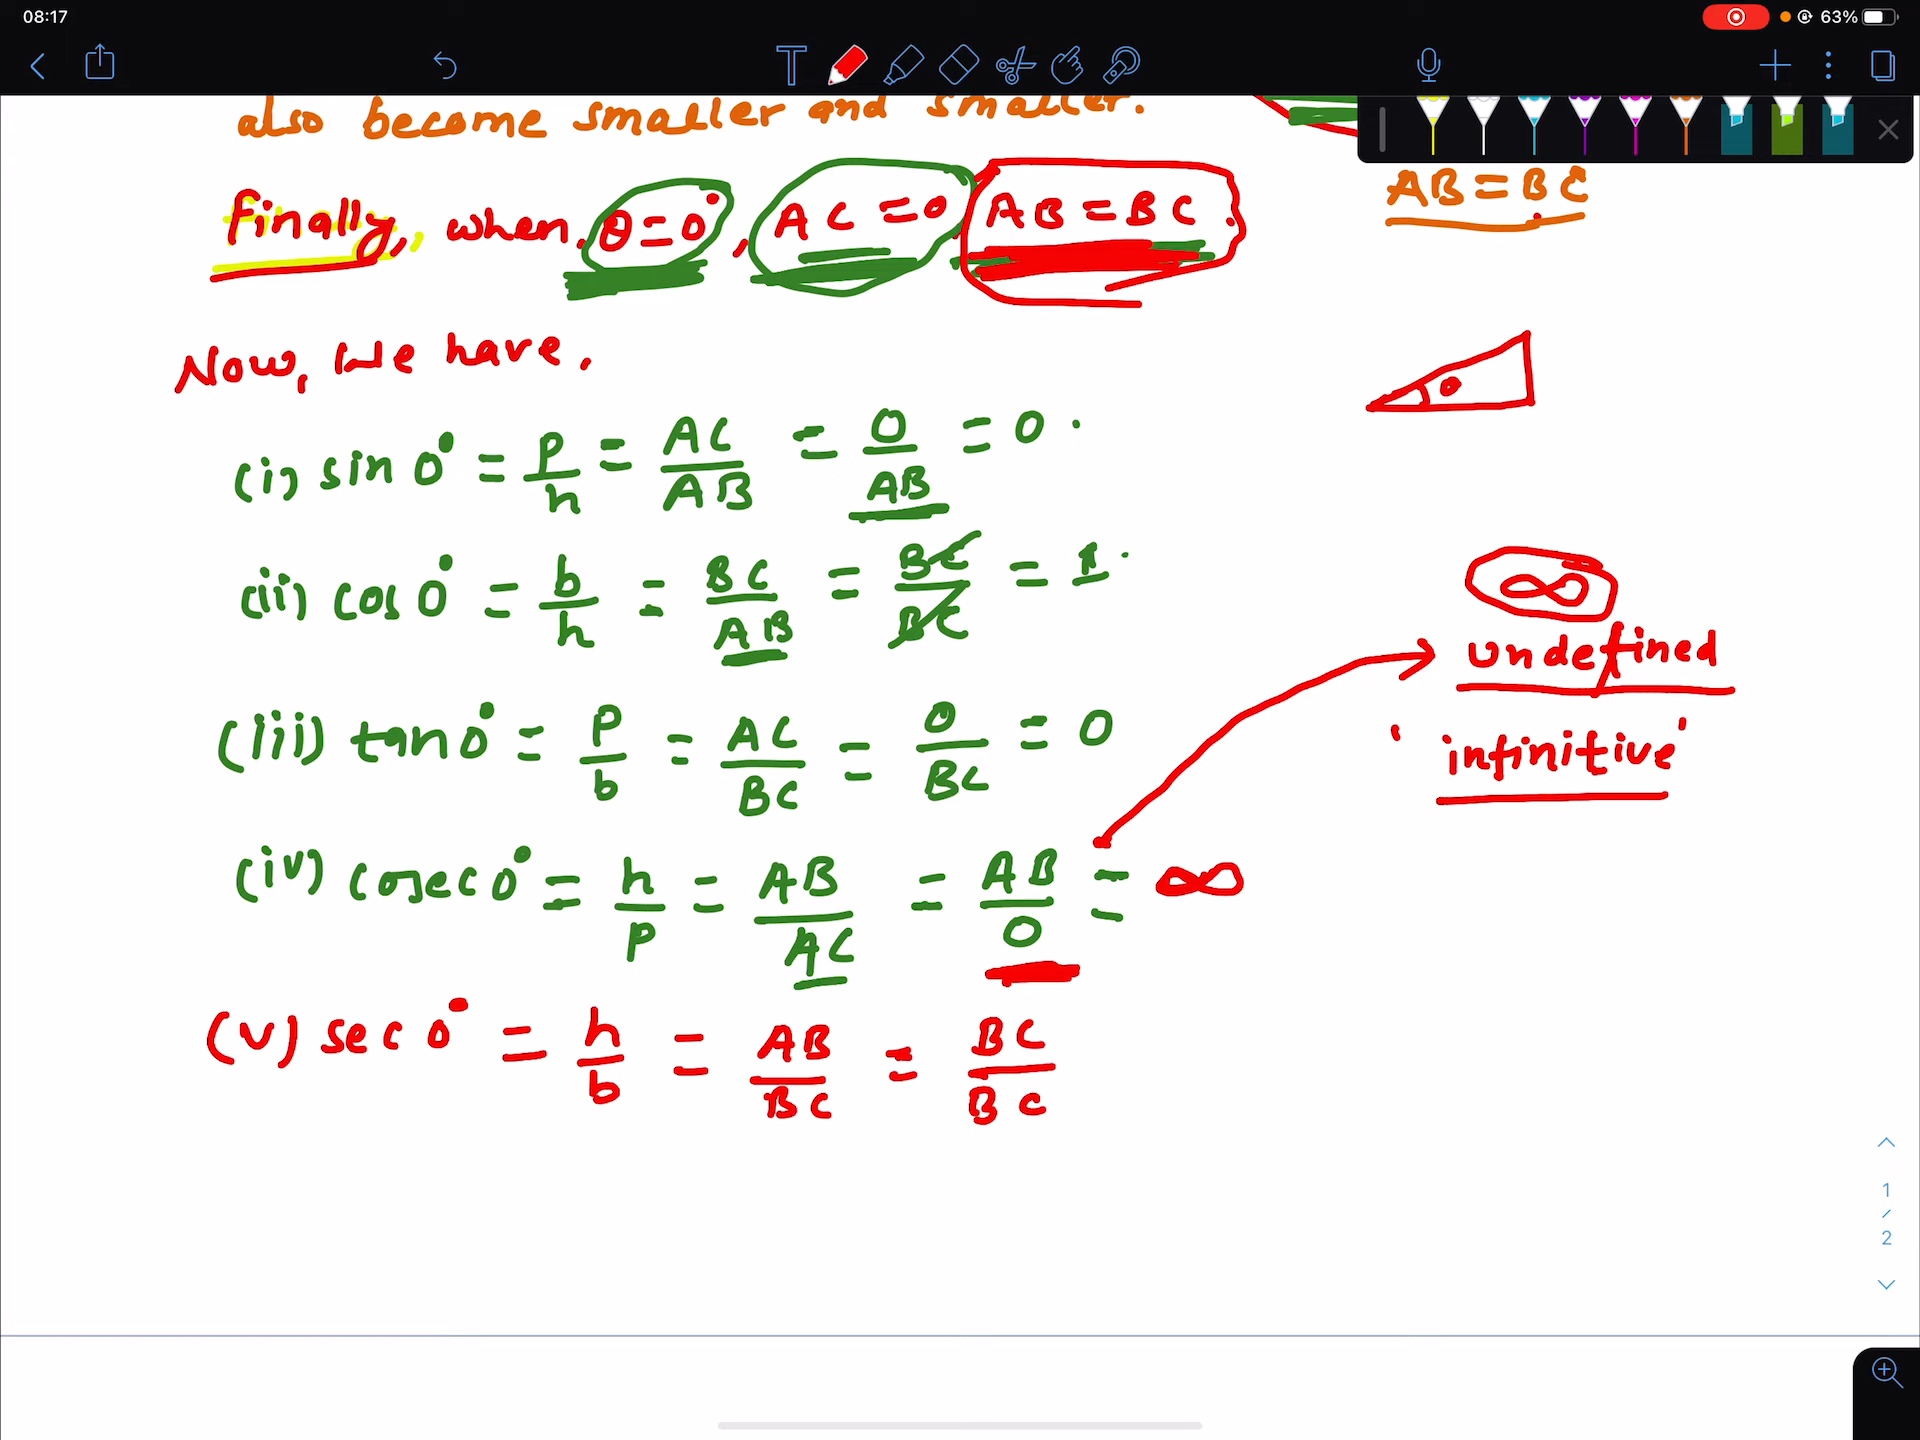 08:17
63%
also become smaller and smaller.
AB = BC
Finally, when, θ=0°, AC=0 AB=BC.
Now, we have.
θ
(i) sin 0° = p/h = AC/AB = 0/AB = 0.
(ii) cos 0° = b/h = BC/AB = BC/BC = 1.
∞
undefined
(iii) tan 0° = p/b = AC/BC = 0/BC = 0
'infinitive'
(iv) cosec 0° = h/p = AB/AC = AB/0 = ∞
(v) sec 0° = h/b = AB/BC = BC/BC
1
/
2